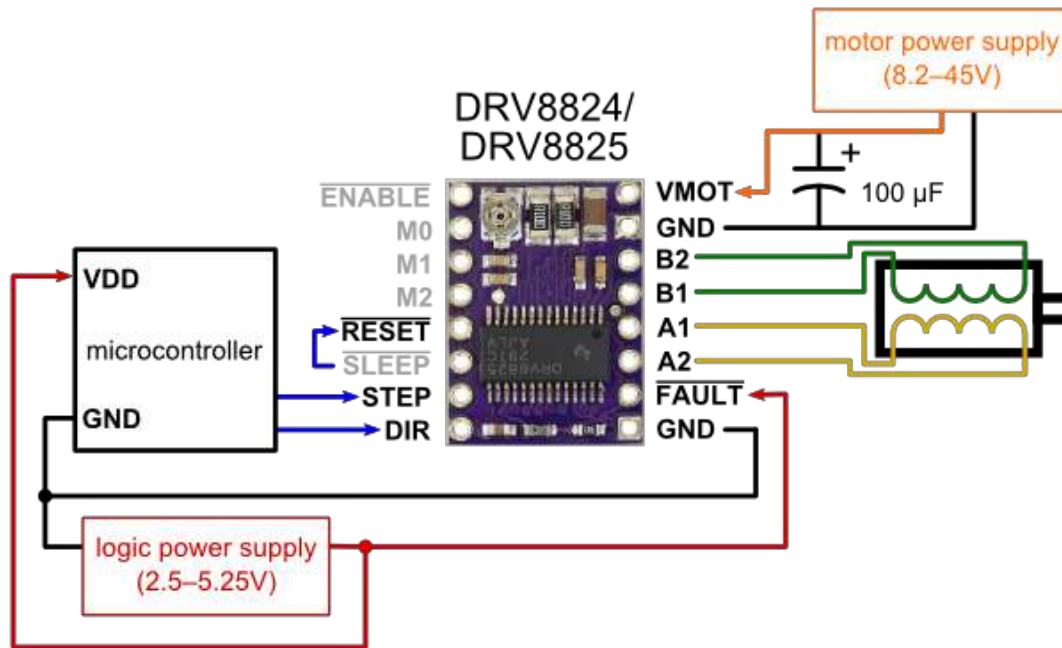 motor power supply
(8.2–45V)
DRV8824/
DRV8825
ENABLE
M0
M1
M2
RESET
SLEEP
STEP
DIR
VMOT
GND
B2
B1
A1
A2
FAULT
GND
+
100 µF
VDD
microcontroller
GND
logic power supply
(2.5–5.25V)
DRV8825